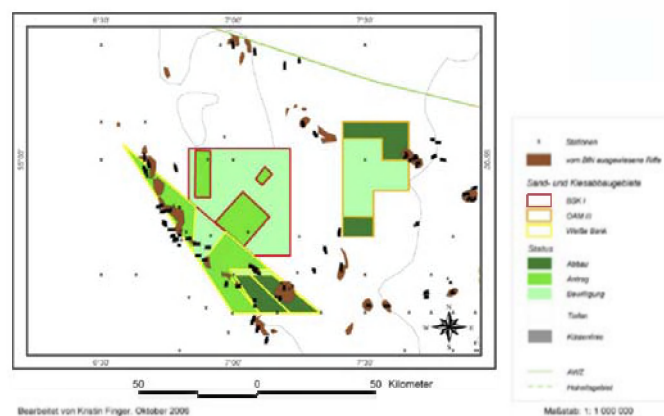 6°30' 7°00' 7°30'
55°00' 55°00'
N
W
S
6°30' 7°00' 7°30'
50 0 50 Kilometer
Bearbeitet von Kristin Finger, Oktober 2006
Stationen
vom BfN ausgewiesene Riffe
Sand- und Kiesabbaugebiete
BSK I
OAM III
Weiße Bank
Status
Abbau
Antrag
Bewilligung
Tiefen
Küstenlinie
AWZ
Hoheitsgebiet
Maßstab: 1: 1 000 000